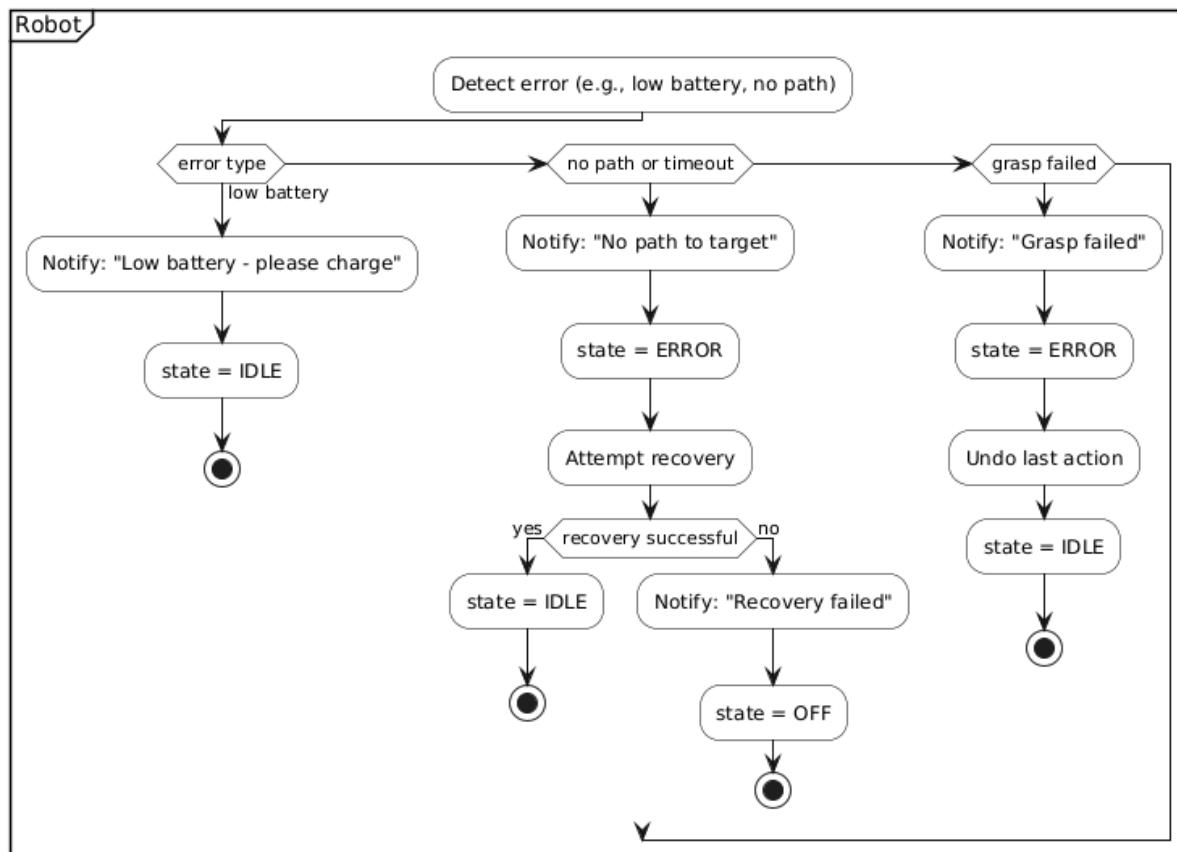 Robot
Detect error (e.g., low battery, no path)
error type
no path or timeout
grasp failed
low battery
Notify: "Low battery - please charge"
Notify: "No path to target"
Notify: "Grasp failed"
state = IDLE
state = ERROR
state = ERROR
Attempt recovery
Undo last action
yes
recovery successful
no
state = IDLE
state = IDLE
Notify: "Recovery failed"
state = OFF